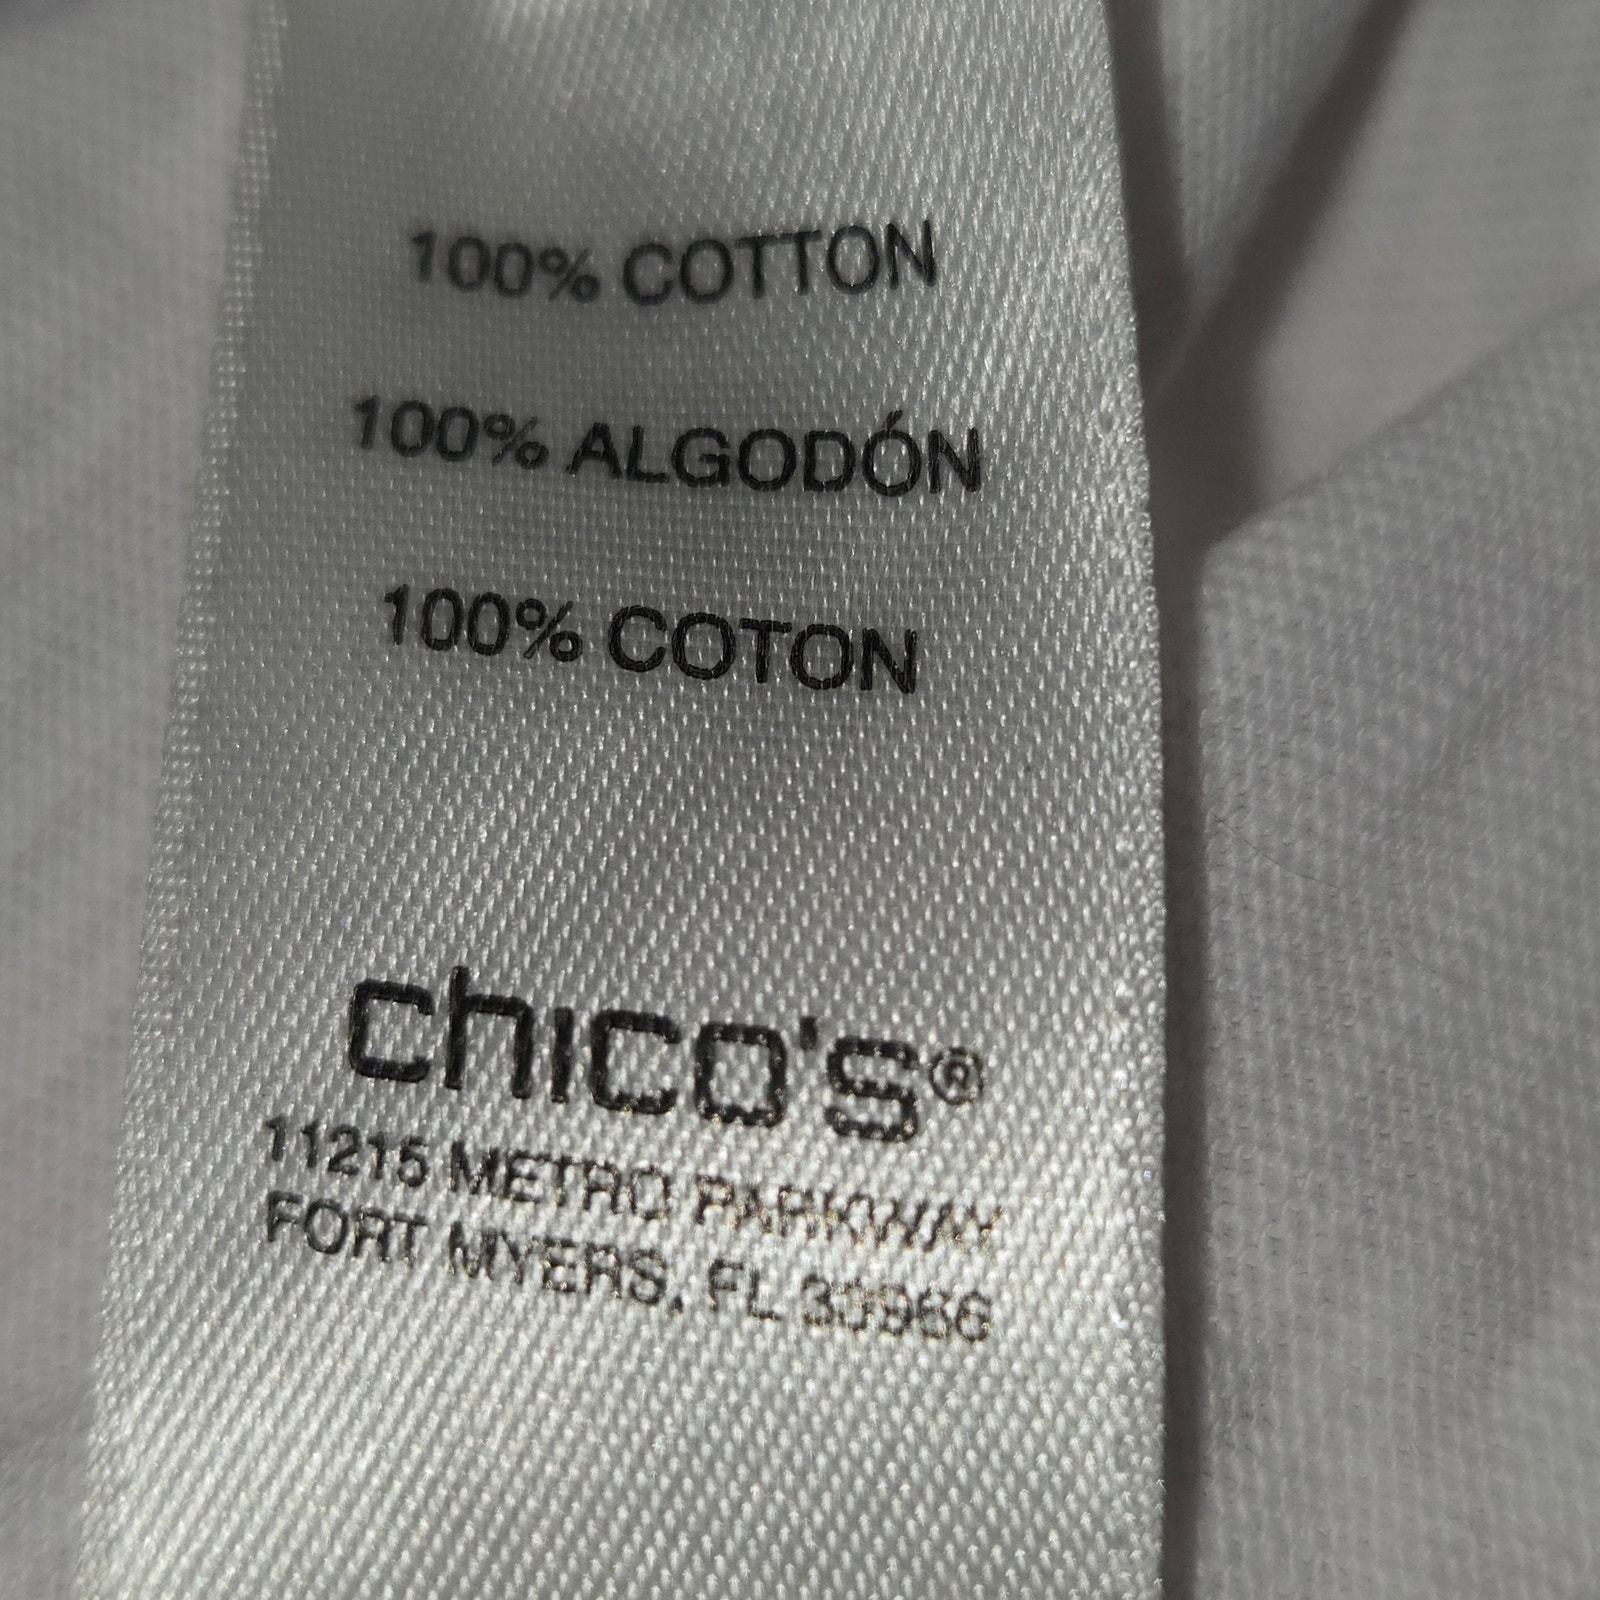 100% COTTON
100% ALGODÓN
100% COTON
chico's®
11215 METRO PARKWAY
FORT MYERS, FL 33966